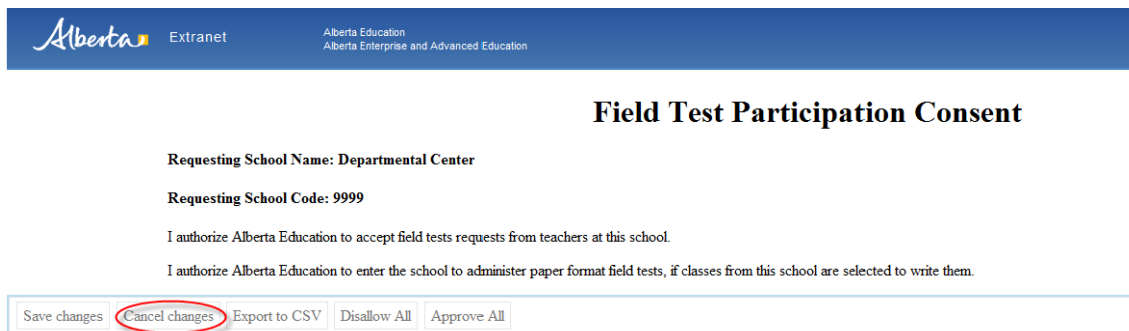 Alberta Extranet
Alberta Education
Alberta Enterprise and Advanced Education
Field Test Participation Consent
Requesting School Name: Departmental Center
Requesting School Code: 9999
I authorize Alberta Education to accept field tests requests from teachers at this school.
I authorize Alberta Education to enter the school to administer paper format field tests, if classes from this school are selected to write them.
Save changes Cancel changes Export to CSV Disallow All Approve All